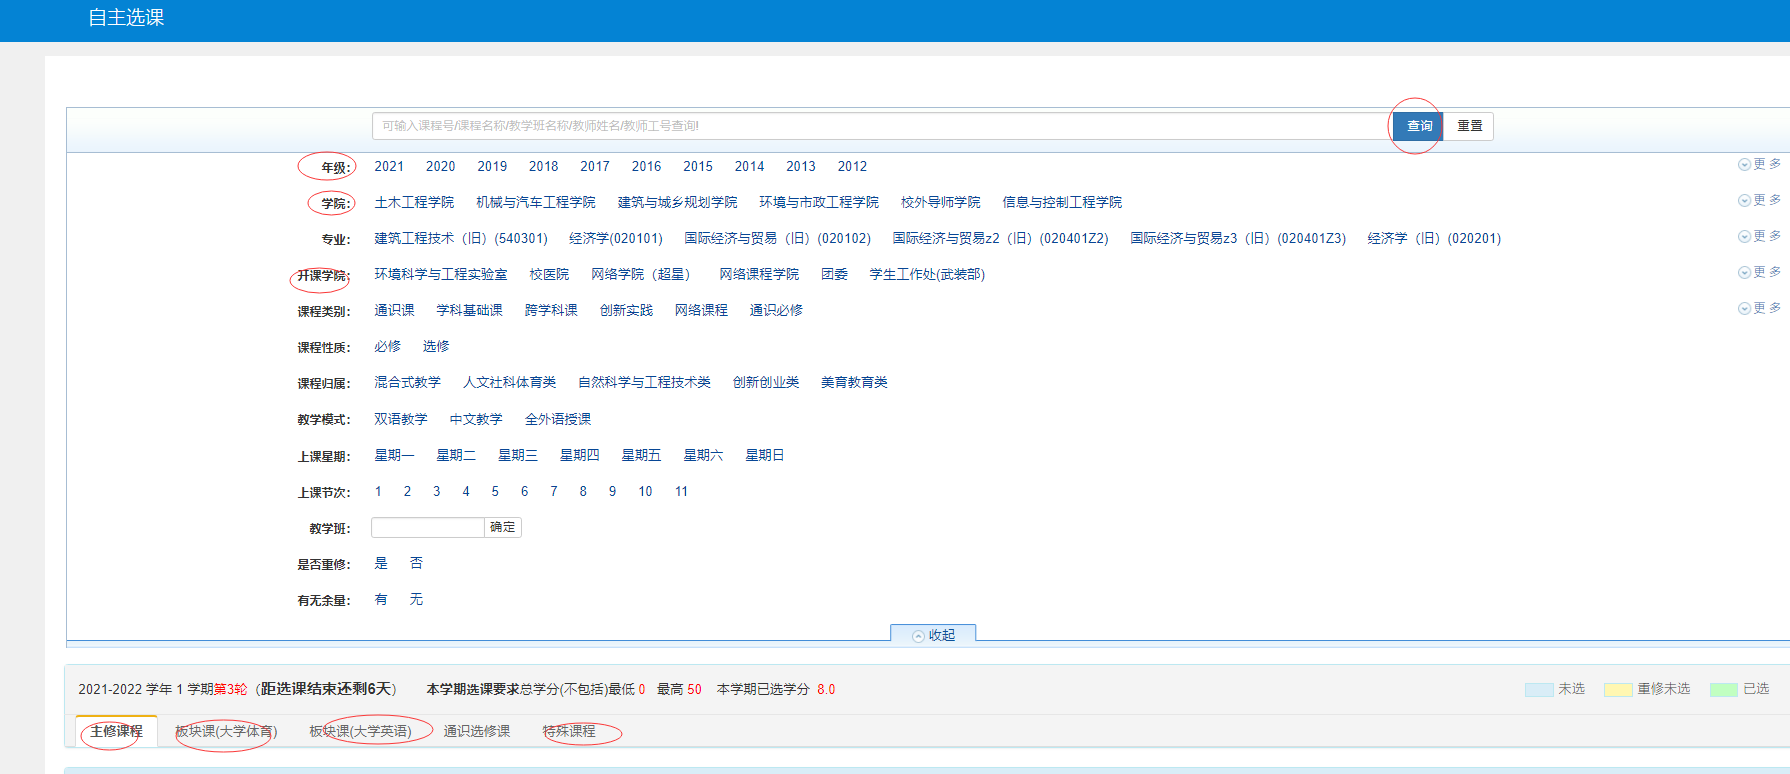 自主选课
可输入课程号/课程名称/教学班名称/教师姓名/教师工号查询! 查询 重置
年级: 2021 2020 2019 2018 2017 2016 2015 2014 2013 2012 更多
学院: 土木工程学院 机械与汽车工程学院 建筑与城乡规划学院 环境与市政工程学院 校外导师学院 信息与控制工程学院 更多
专业: 建筑工程技术（旧）(540301) 经济学(020101) 国际经济与贸易（旧）(020102) 国际经济与贸易z2（旧）(020401Z2) 国际经济与贸易z3（旧）(020401Z3) 经济学（旧）(020201) 更多
开课学院: 环境科学与工程实验室 校医院 网络学院（超星） 网络课程学院 团委 学生工作处(武装部) 更多
课程类别: 通识课 学科基础课 跨学科课 创新实践 网络课程 通识必修 更多
课程性质: 必修 选修
课程归属: 混合式教学 人文社科体育类 自然科学与工程技术类 创新创业类 美育教育类
教学模式: 双语教学 中文教学 全外语授课
上课星期: 星期一 星期二 星期三 星期四 星期五 星期六 星期日
上课节次: 1 2 3 4 5 6 7 8 9 10 11
教学班: 确定
是否重修: 是 否
有无余量: 有 无
收起
2021-2022 学年 1 学期第3轮（距选课结束还剩6天） 本学期选课要求总学分(不包括)最低 0 最高 50 本学期已选学分 8.0 未选 重修未选 已选
主修课程 板块课(大学体育) 板块课(大学英语) 通识选修课 特殊课程